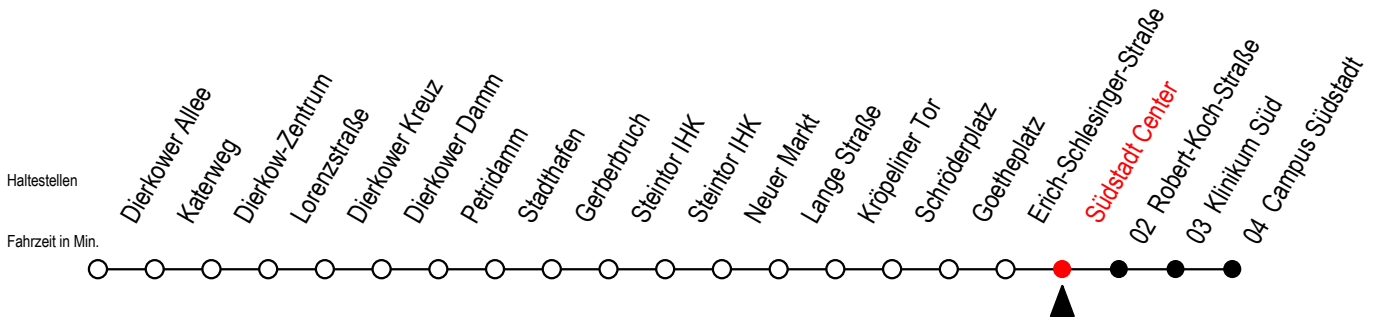 Haltestellen
Fahrzeit in Min.
Dierkower Allee
Katerweg
Dierkow-Zentrum
Lorenzstraße
Dierkower Kreuz
Dierkower Damm
Petridamm
Stadthafen
Gerberbruch
Steintor IHK
Steintor IHK
Neuer Markt
Lange Straße
Kröpeliner Tor
Schröderplatz
Goetheplatz
Erich-Schlesinger-Straße
Südstadt Center
02 Robert-Koch-Straße
03 Klinikum Süd
04 Campus Südstadt